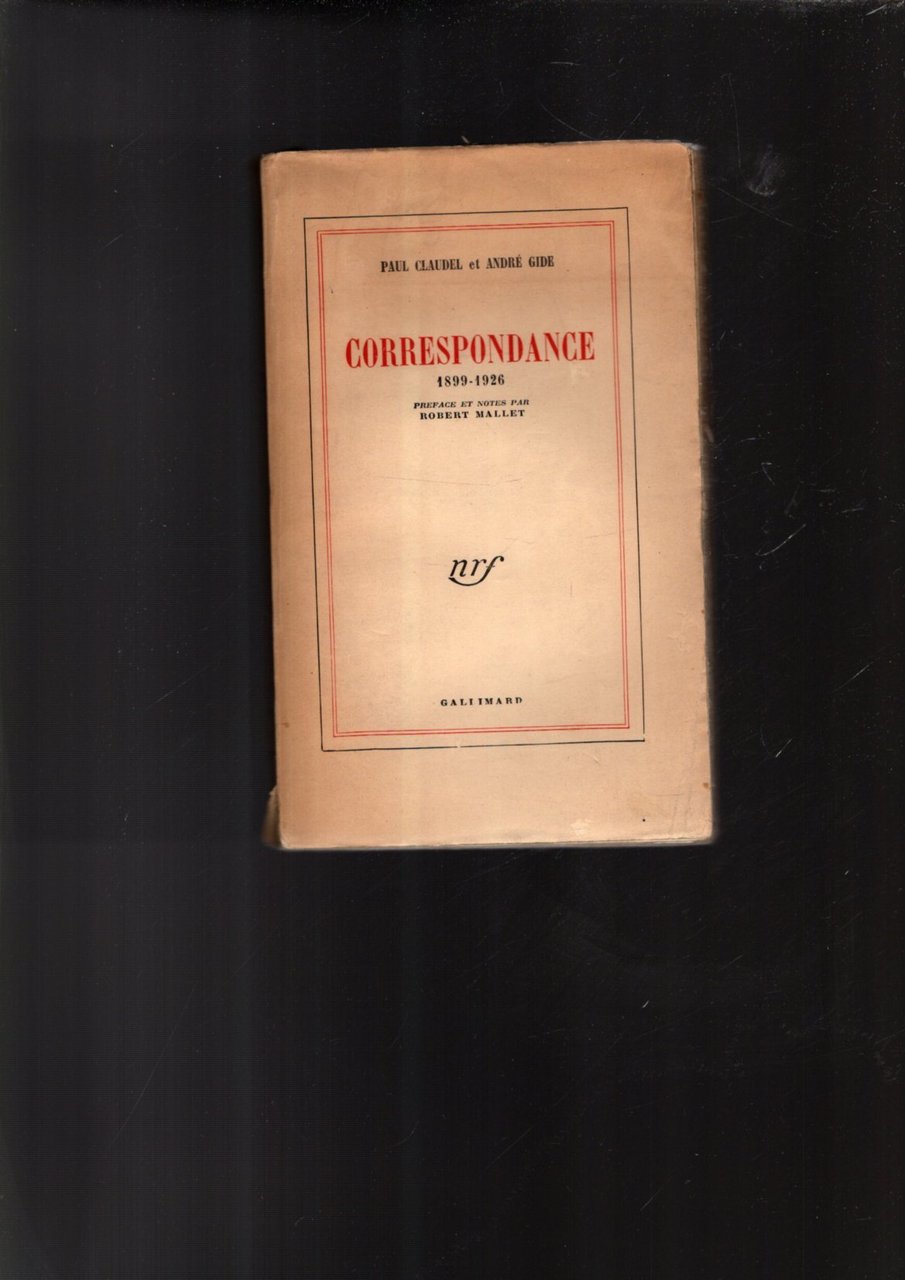 PAUL CLAUDEL et ANDRÉ GIDE
CORRESPONDANCE
1899-1926
PREFACE ET NOTES PAR
ROBERT MALLET
nrf
GALLIMARD